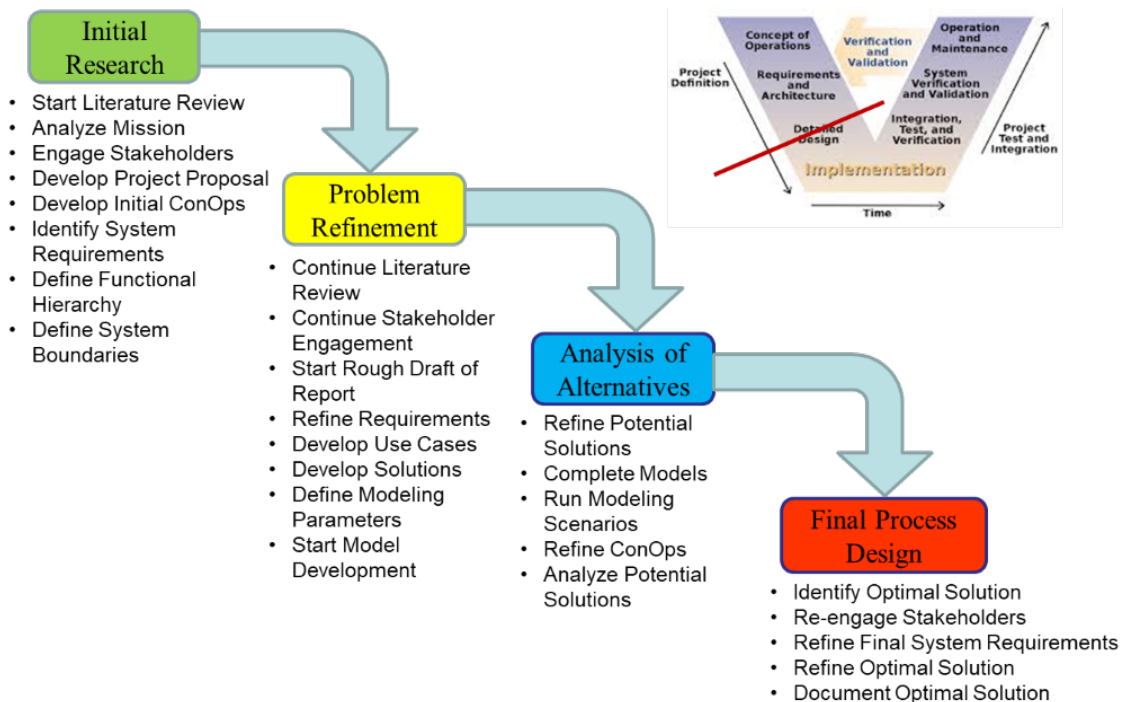 Initial
Research
• Start Literature Review
• Analyze Mission
• Engage Stakeholders
• Develop Project Proposal
• Develop Initial ConOps
• Identify System
Requirements
• Define Functional
Hierarchy
• Define System
Boundaries
Problem
Refinement
• Continue Literature
Review
• Continue Stakeholder
Engagement
• Start Rough Draft of
Report
• Refine Requirements
• Develop Use Cases
• Develop Solutions
• Define Modeling
Parameters
• Start Model
Development
Analysis of
Alternatives
• Refine Potential
Solutions
• Complete Models
• Run Modeling
Scenarios
• Refine ConOps
• Analyze Potential
Solutions
Final Process
Design
• Identify Optimal Solution
• Re-engage Stakeholders
• Refine Final System Requirements
• Refine Optimal Solution
• Document Optimal Solution
Concept of
Operations
Verification
and
Validation
Operation
and
Maintenance
Project
Definition
Requirements
and
Architecture
System
Verification
and Validation
Detailed
Design
Integration,
Test, and
Verification
Project
Test and
Integration
Implementation
Time